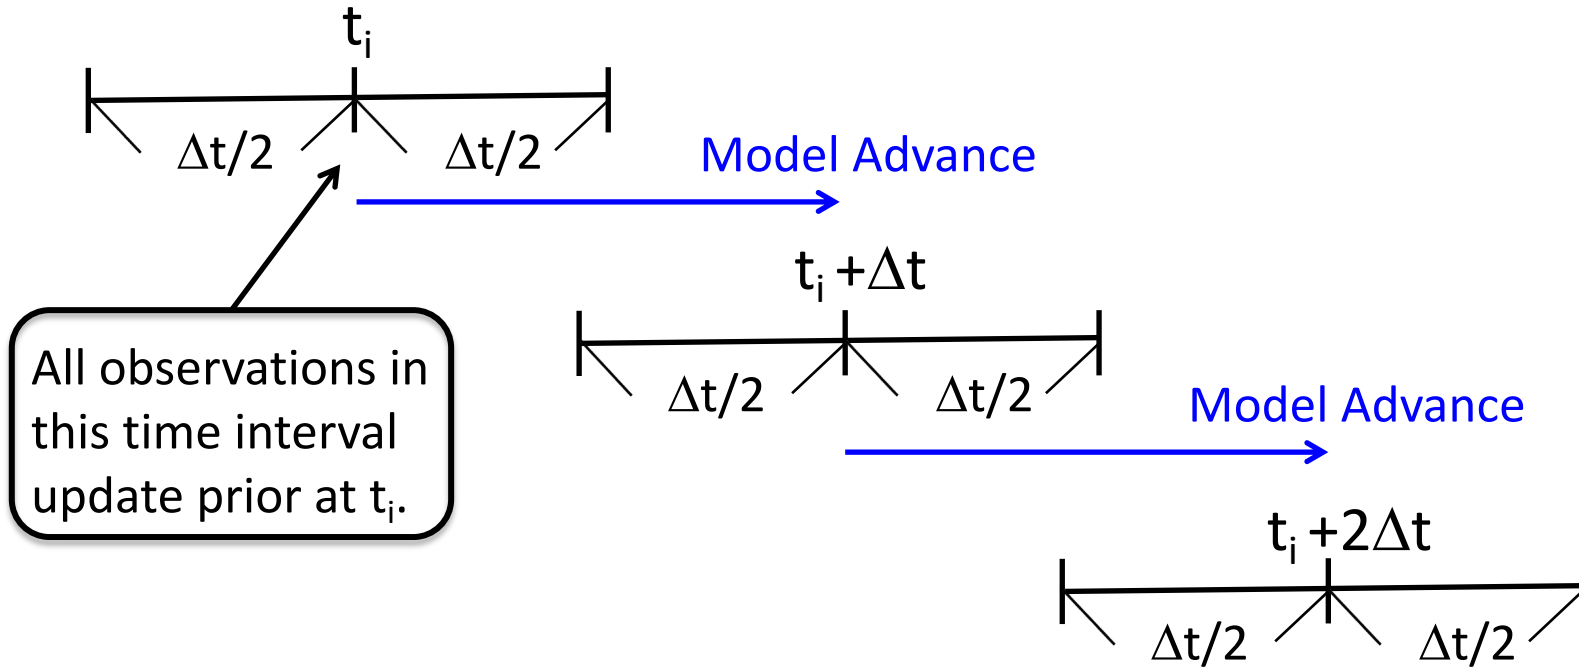 tᵢ
Δt/2 Δt/2
Model Advance
tᵢ +Δt
All observations in
this time interval
update prior at tᵢ.
Δt/2 Δt/2
Model Advance
tᵢ +2Δt
Δt/2 Δt/2